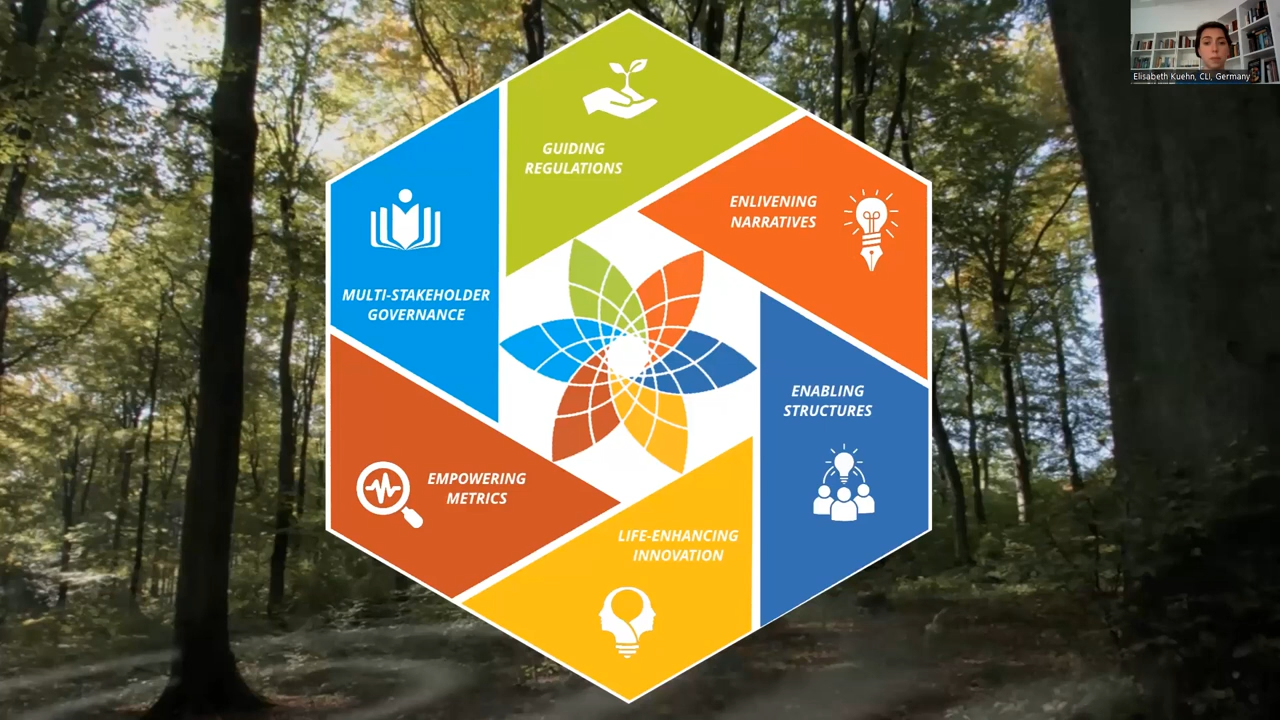 Elisabeth Kuehn, CLI, Germany
GUIDING
REGULATIONS
ENLIVENING
NARRATIVES
MULTI-STAKEHOLDER
GOVERNANCE
ENABLING
STRUCTURES
EMPOWERING
METRICS
LIFE-ENHANCING
INNOVATION